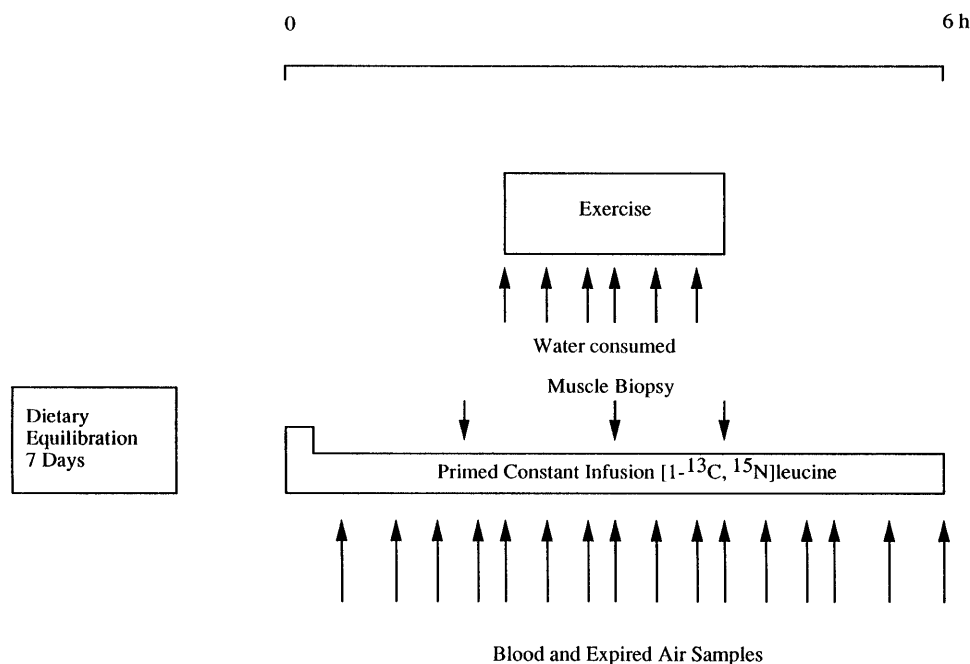 0 6 h
Exercise
Water consumed
Muscle Biopsy
Dietary
Equilibration
7 Days
Primed Constant Infusion [1-13C, 15N]leucine
Blood and Expired Air Samples